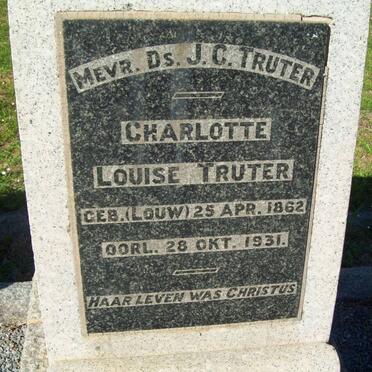 MEVR. DS. J. C. TRUTER
CHARLOTTE
LOUISE TRUTER
GEB. (LOUW) 25 APR. 1862
OORL. 28 OKT. 1931.
HAAR LEVEN WAS CHRISTUS